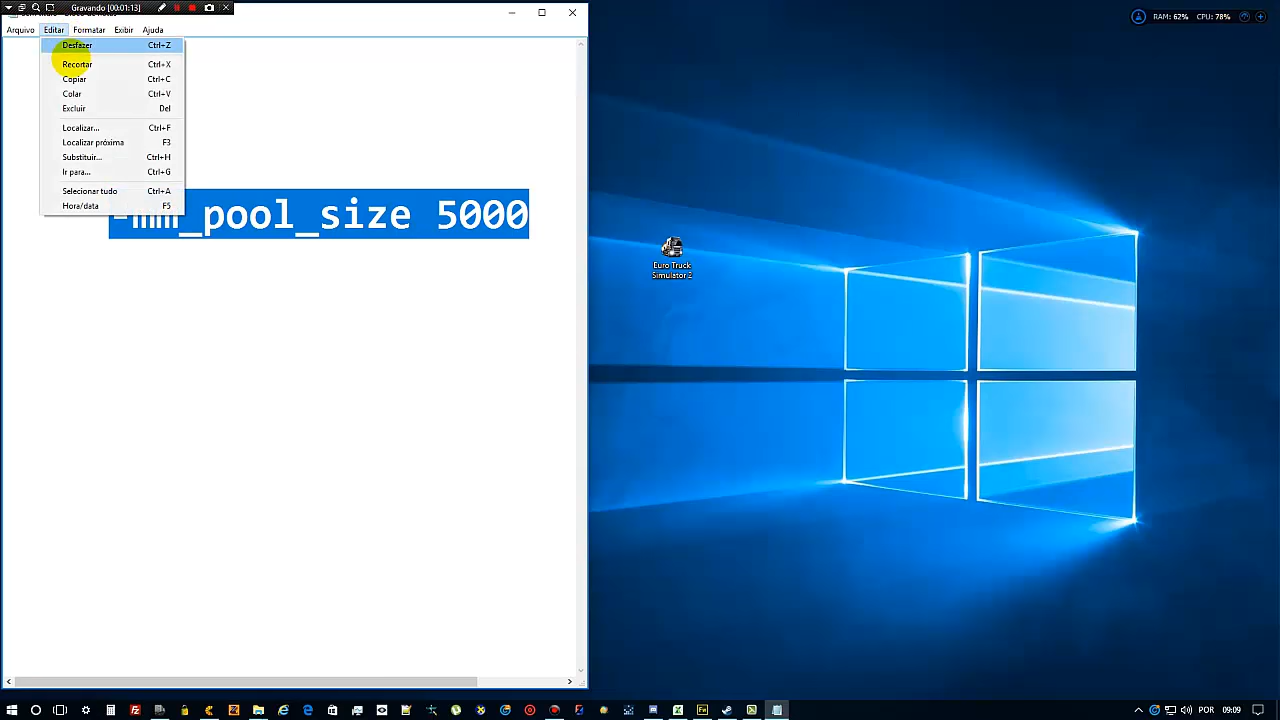 Gravando [00:01:13]
Arquivo Editar Formatar Exibir Ajuda
Desfazer Ctrl+Z
Recortar Ctrl+X
Copiar Ctrl+C
Colar Ctrl+V
Excluir Del
Localizar... Ctrl+F
Localizar próxima F3
Substituir... Ctrl+H
Ir para... Ctrl+G
Selecionar tudo Ctrl+A
Hora/data F5
-mm_pool_size 5000
Euro Truck
Simulator 2
RAM: 62% CPU: 78%
POR 09:09